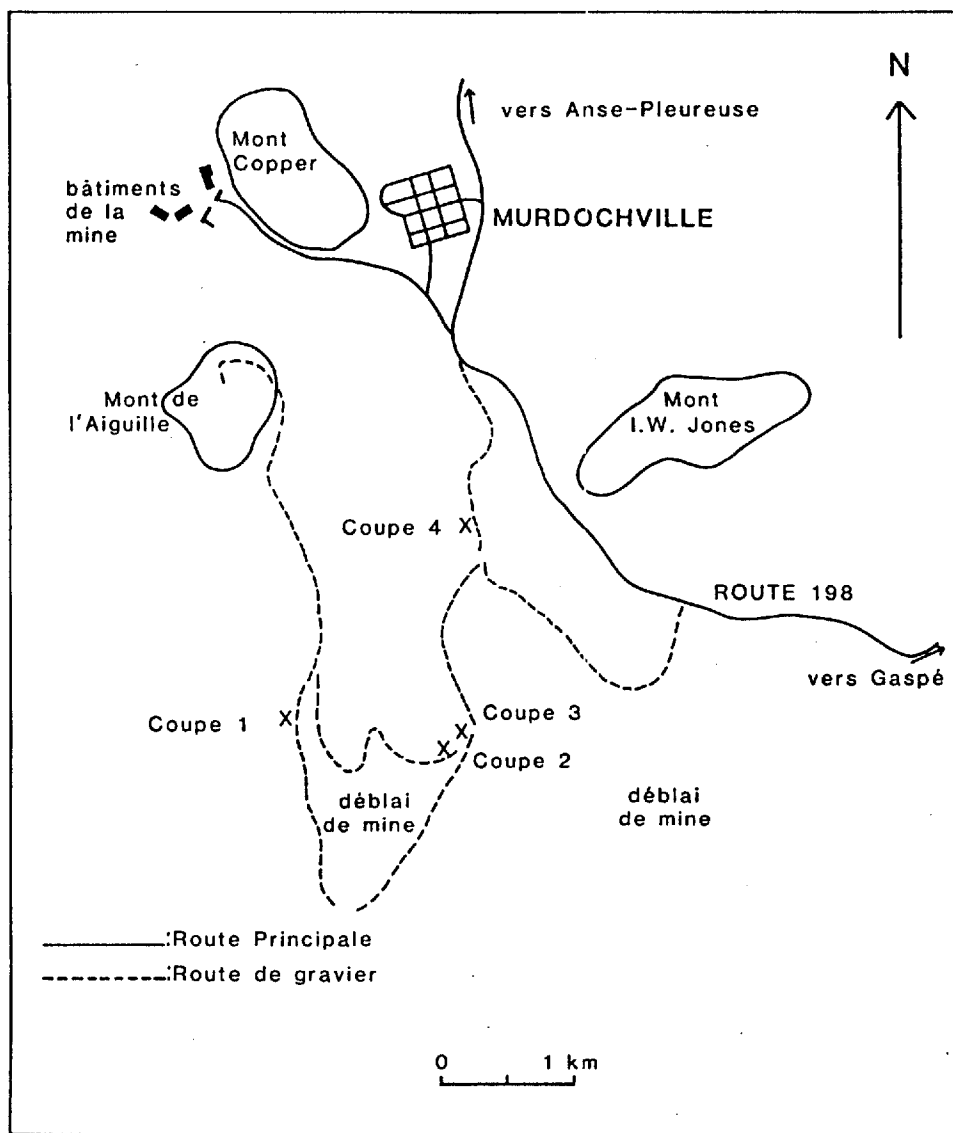 N
vers Anse-Pleureuse
Mont
Copper
bâtiments
de la
mine
MURDOCHVILLE
Mont de
l'Aiguille
Mont
I.W. Jones
Coupe 4 X
ROUTE 198
vers Gaspé
Coupe 1 X
X Coupe 3
X Coupe 2
déblai
de mine
déblai
de mine
:Route Principale
:Route de gravier
0 1 km